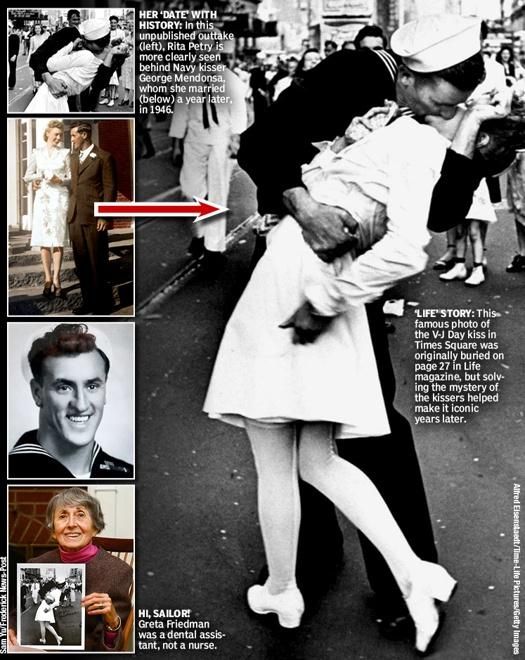 HER 'DATE' WITH
HISTORY: In this
unpublished outtake
(left), Rita Petry is
more clearly seen
behind Navy kisser
George Mendonsa,
whom she married
(below) a year later,
in 1946.
'LIFE' STORY: This
famous photo of
the V-J Day kiss in
Times Square was
originally buried on
page 27 in Life
magazine, but solv-
ing the mystery of
the kissers helped
make it iconic
years later.
HI, SAILOR!
Greta Friedman
was a dental assis-
tant, not a nurse.
Sam Yu/Frederick News-Post
Alfred Eisenstaedt/Time-Life Pictures/Getty Images